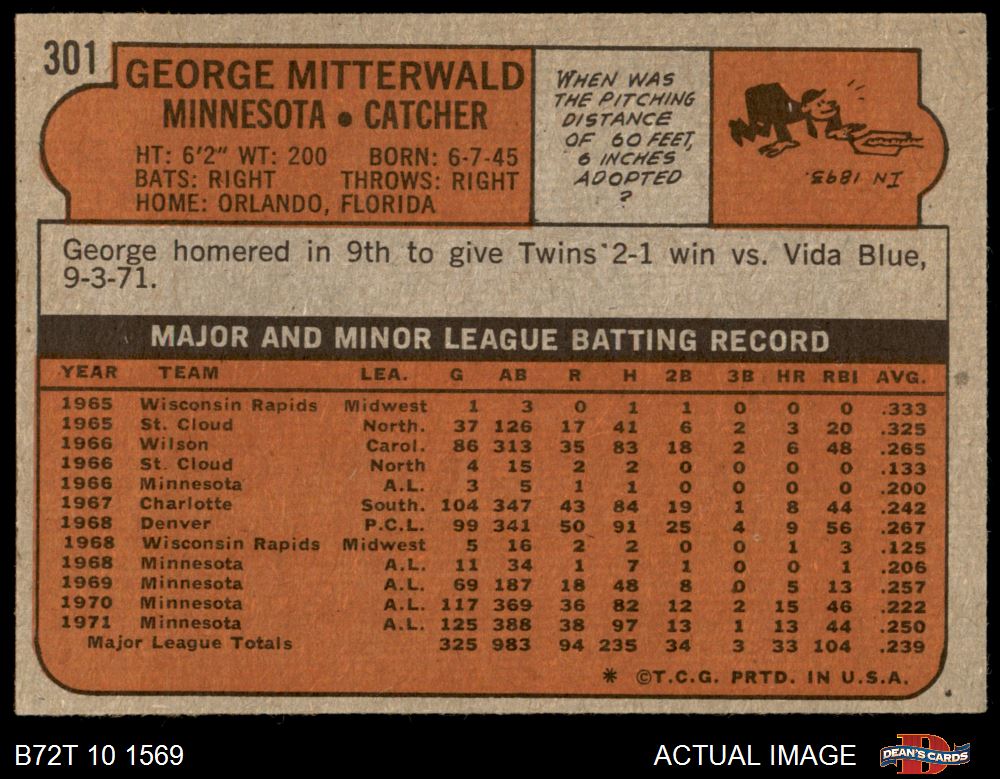 301
GEORGE MITTERWALD
MINNESOTA • CATCHER
HT: 6'2" WT: 200 BORN: 6-7-45
BATS: RIGHT THROWS: RIGHT
HOME: ORLANDO, FLORIDA
WHEN WAS
THE PITCHING
DISTANCE
OF 60 FEET,
6 INCHES
ADOPTED
?
IN 1893.
George homered in 9th to give Twins' 2-1 win vs. Vida Blue,
9-3-71.
MAJOR AND MINOR LEAGUE BATTING RECORD
YEAR TEAM LEA. G AB R H 2B 3B HR RBI AVG.
1965 Wisconsin Rapids Midwest 1 3 0 1 1 0 0 0 .333
1965 St. Cloud North. 37 126 17 41 6 2 3 20 .325
1966 Wilson Carol. 86 313 35 83 18 2 6 48 .265
1966 St. Cloud North 4 15 2 2 0 0 0 0 .133
1966 Minnesota A.L. 3 5 1 1 0 0 0 0 .200
1967 Charlotte South. 104 347 43 84 19 1 8 44 .242
1968 Denver P.C.L. 99 341 50 91 25 4 9 56 .267
1968 Wisconsin Rapids Midwest 5 16 2 2 0 0 1 3 .125
1968 Minnesota A.L. 11 34 1 7 1 0 0 1 .206
1969 Minnesota A.L. 69 187 18 48 8 0 5 13 .257
1970 Minnesota A.L. 117 369 36 82 12 2 15 46 .222
1971 Minnesota A.L. 125 388 38 97 13 1 13 44 .250
Major League Totals 325 983 94 235 34 3 33 104 .239
* ©T.C.G. PRTD. IN U.S.A.
B72T 10 1569
ACTUAL IMAGE
DEAN'S CARDS